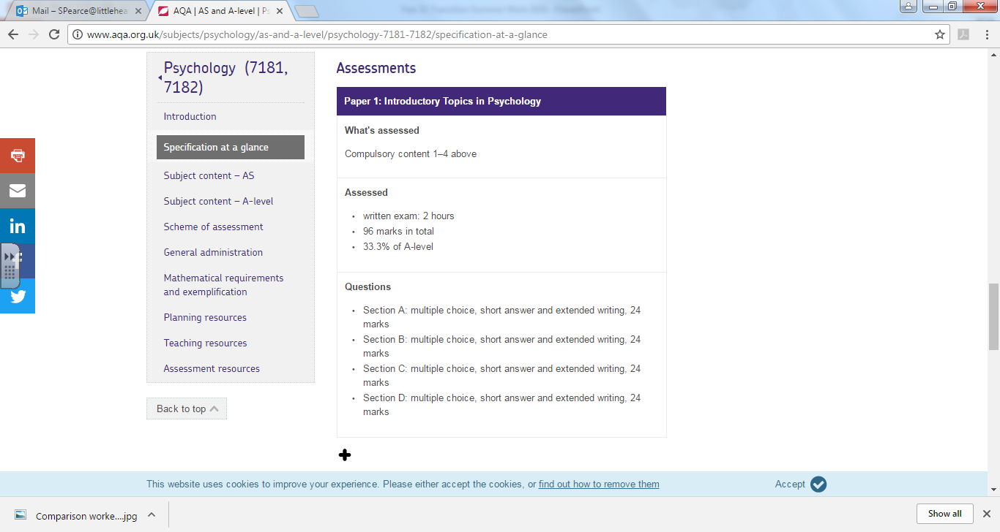 Mail – SPearce@littlehea
AQA | AS and A-level | Ps
www.aqa.org.uk/subjects/psychology/as-and-a-level/psychology-7181-7182/specification-at-a-glance
Psychology (7181,
7182)
Introduction
Specification at a glance
Subject content – AS
Subject content – A-level
Scheme of assessment
General administration
Mathematical requirements
and exemplification
Planning resources
Teaching resources
Assessment resources
Back to top
in
Assessments
Paper 1: Introductory Topics in Psychology
What's assessed
Compulsory content 1–4 above
Assessed
• written exam: 2 hours
• 96 marks in total
• 33.3% of A-level
Questions
• Section A: multiple choice, short answer and extended writing, 24
marks
• Section B: multiple choice, short answer and extended writing, 24
marks
• Section C: multiple choice, short answer and extended writing, 24
marks
• Section D: multiple choice, short answer and extended writing, 24
marks
This website uses cookies to improve your experience. Please either accept the cookies, or find out how to remove them
Accept
Comparison worke....jpg
Show all